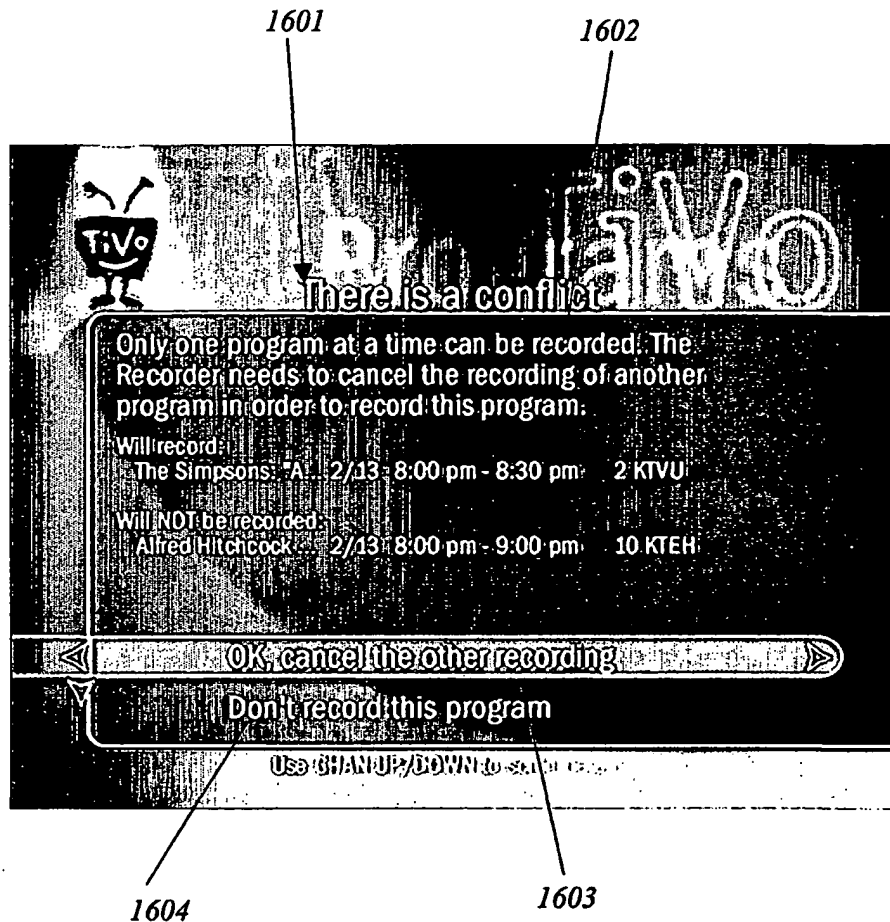 1601
1602
TiVo
TiVo
There is a conflict
Only one program at a time can be recorded. The
Recorder needs to cancel the recording of another
program in order to record this program.
Will record:
The Simpsons: "A... 2/13 8:00 pm - 8:30 pm 2 KTVU
Will NOT be recorded:
Alfred Hitchcock ... 2/13 8:00 pm - 9:00 pm 10 KTEH
OK, cancel the other recording
Don't record this program
Use CHAN UP/DOWN to
1604
1603